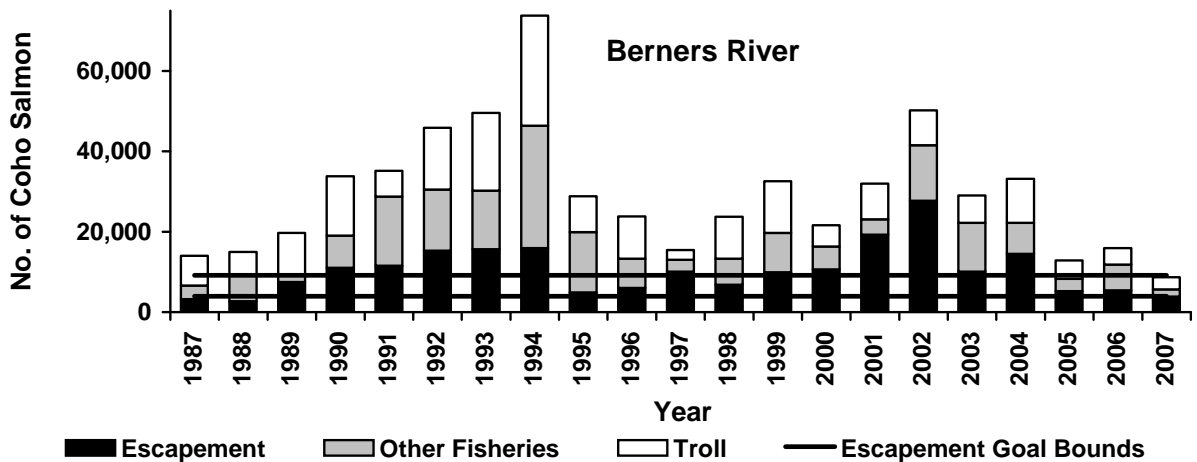 Berners River
No. of Coho Salmon
60,000
40,000
20,000
0
1987 1988 1989 1990 1991 1992 1993 1994 1995 1996 1997 1998 1999 2000 2001 2002 2003 2004 2005 2006 2007
Year
Escapement Other Fisheries Troll Escapement Goal Bounds